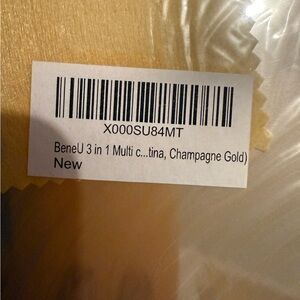 X000SU84MT
BeneU 3 in 1 Multi c...tina, Champagne Gold)
New